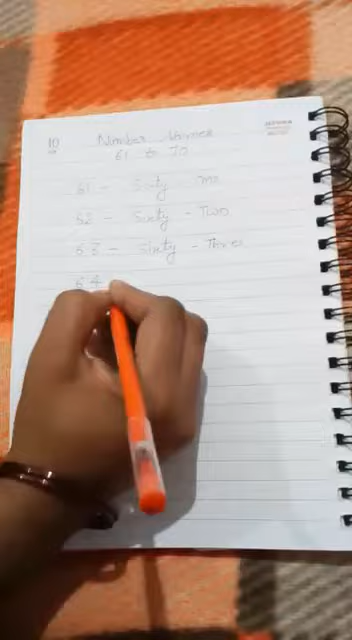 10
Number Names
61 to 70
61 - Sixty - one
62 - Sixty - Two
63 - Sixty - Three
64